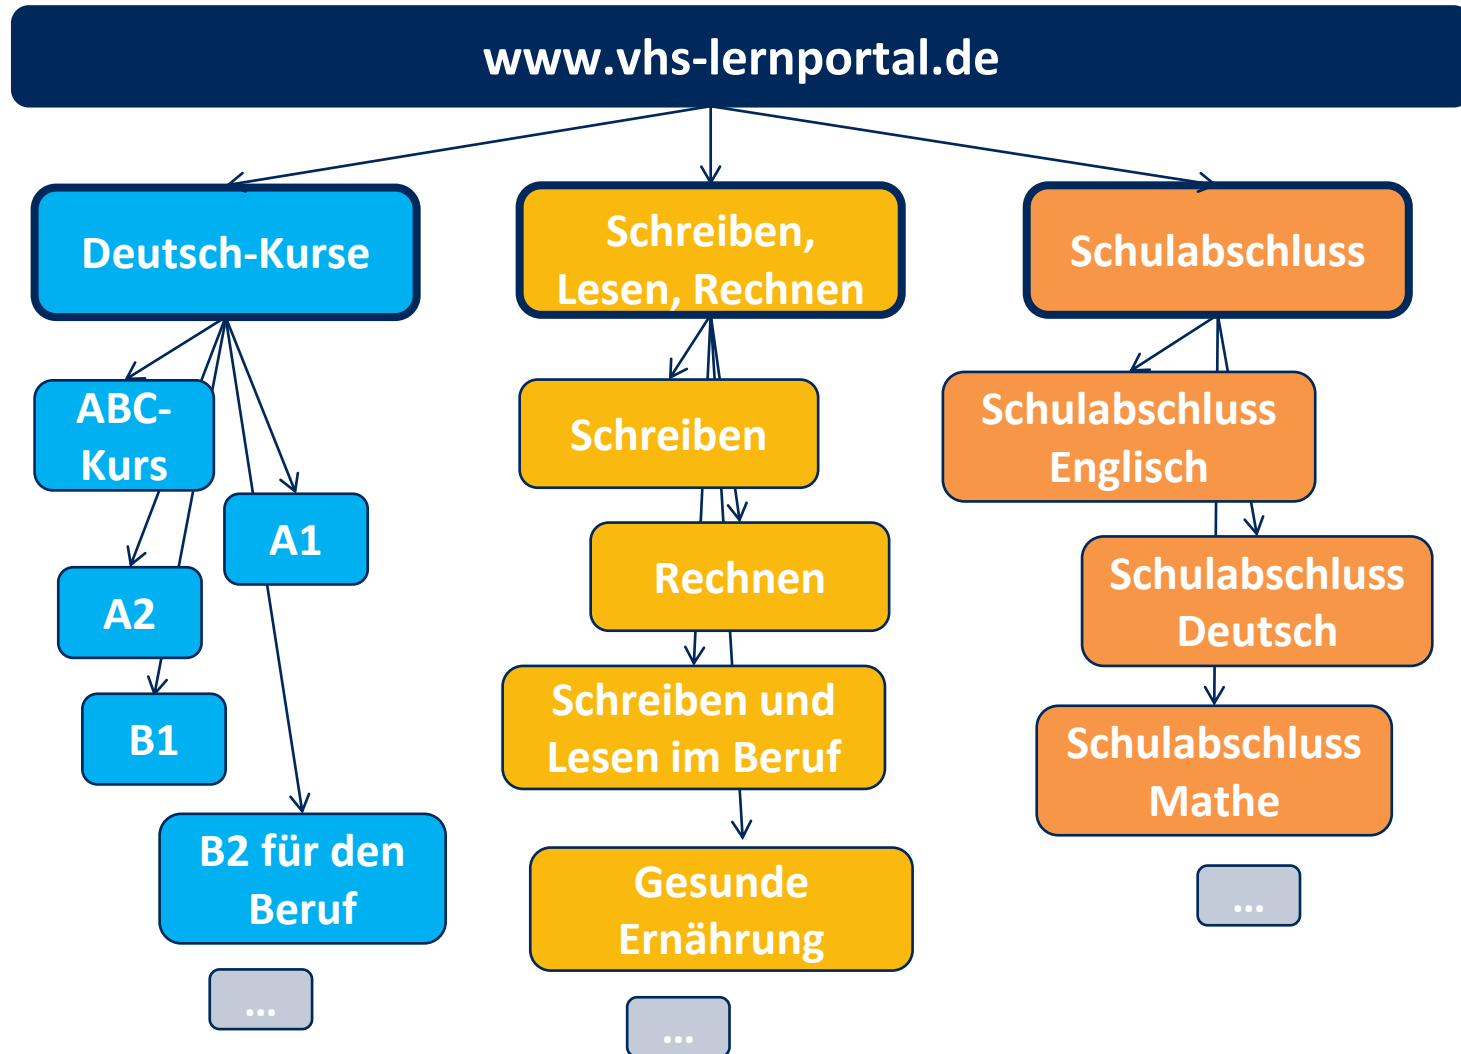 www.vhs-lernportal.de
Deutsch-Kurse
ABC-
Kurs
A1
A2
B1
B2 für den
Beruf
...
Schreiben,
Lesen, Rechnen
Schreiben
Rechnen
Schreiben und
Lesen im Beruf
Gesunde
Ernährung
...
Schulabschluss
Schulabschluss
Englisch
Schulabschluss
Deutsch
Schulabschluss
Mathe
...